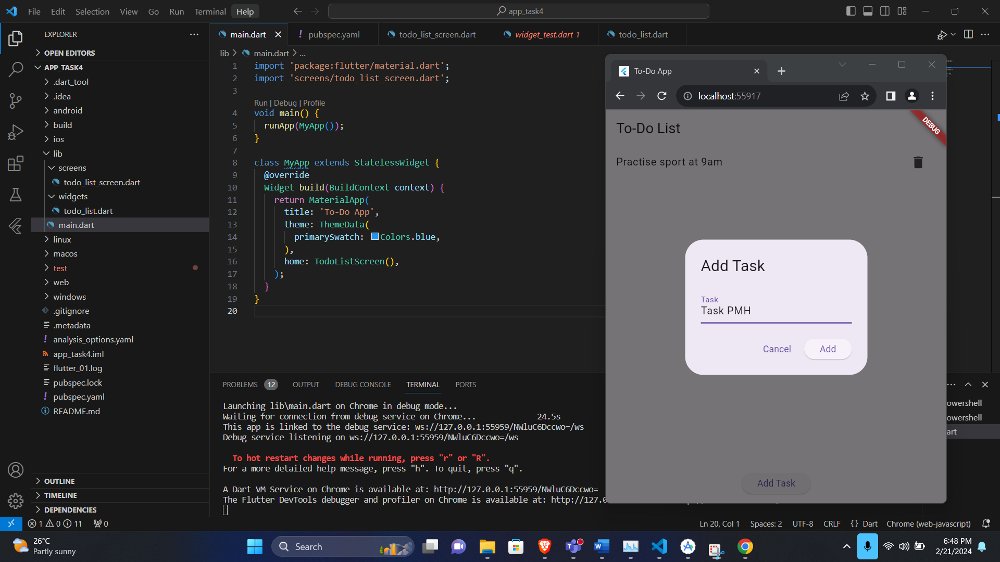 File Edit Selection View Go Run Terminal Help
app_task4
EXPLORER
OPEN EDITORS
APP_TASK4
.dart_tool
.idea
android
build
ios
lib
screens
todo_list_screen.dart
widgets
todo_list.dart
main.dart
linux
macos
test
web
windows
.gitignore
.metadata
analysis_options.yaml
app_task4.iml
flutter_01.log
pubspec.lock
pubspec.yaml
README.md
OUTLINE
TIMELINE
DEPENDENCIES
main.dart
! pubspec.yaml
todo_list_screen.dart
widget_test.dart 1
todo_list.dart
lib > main.dart > ...
1 import 'package:flutter/material.dart';
2 import 'screens/todo_list_screen.dart';
3
Run | Debug | Profile
4 void main() {
5 runApp(MyApp());
6 }
7
8 class MyApp extends StatelessWidget {
9 @override
10 Widget build(BuildContext context) {
11 return MaterialApp(
12 title: 'To-Do App',
13 theme: ThemeData(
14 primarySwatch: Colors.blue,
15 ),
16 home: TodoListScreen(),
17 );
18 }
19 }
20
To-Do App
localhost:55917
DEBUG
To-Do List
Practise sport at 9am
Add Task
Task
Task PMH
Cancel
Add
Add Task
PROBLEMS 12 OUTPUT DEBUG CONSOLE TERMINAL PORTS
Launching lib\main.dart on Chrome in debug mode...
Waiting for connection from debug service on Chrome... 24.5s
This app is linked to the debug service: ws://127.0.0.1:55959/NWluC6Dccwo=/ws
Debug service listening on ws://127.0.0.1:55959/NWluC6Dccwo=/ws
To hot restart changes while running, press "r" or "R".
For a more detailed help message, press "h". To quit, press "q".
A Dart VM Service on Chrome is available at: http://127.0.0.1:55959/NWluC6Dccwo=
The Flutter DevTools debugger and profiler on Chrome is available at: http://127.0
owershell
owershell
art
1 0 11 0
Ln 20, Col 1 Spaces: 2 UTF-8 CRLF {} Dart Chrome (web-javascript)
26°C
Partly sunny
Search
6:48 PM
2/21/2024